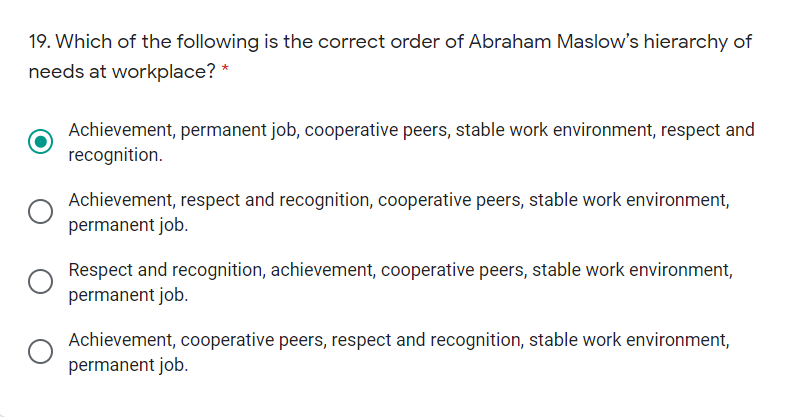 19. Which of the following is the correct order of Abraham Maslow's hierarchy of
needs at workplace? *
Achievement, permanent job, cooperative peers, stable work environment, respect and
recognition.
Achievement, respect and recognition, cooperative peers, stable work environment,
permanent job.
Respect and recognition, achievement, cooperative peers, stable work environment,
permanent job.
Achievement, cooperative peers, respect and recognition, stable work environment,
permanent job.